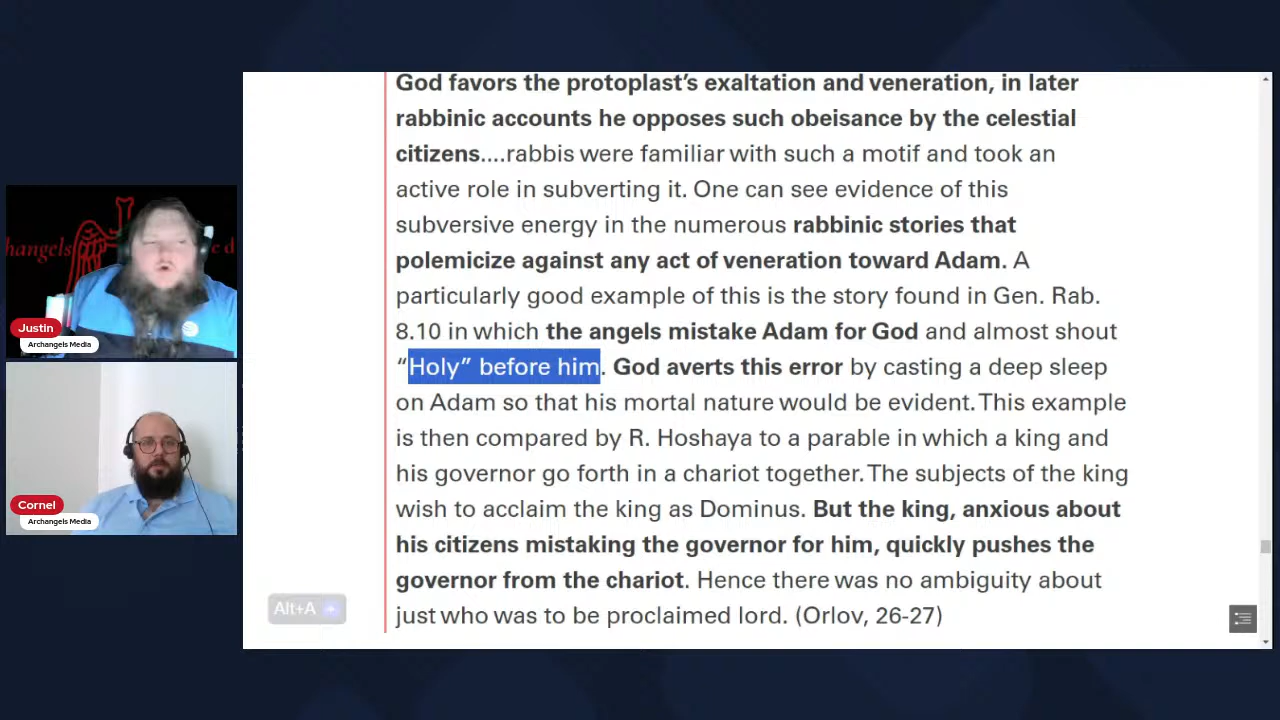 God favors the protoplast's exaltation and veneration, in later
rabbinic accounts he opposes such obeisance by the celestial
citizens....rabbis were familiar with such a motif and took an
active role in subverting it. One can see evidence of this
subversive energy in the numerous rabbinic stories that
polemicize against any act of veneration toward Adam. A
particularly good example of this is the story found in Gen. Rab.
8.10 in which the angels mistake Adam for God and almost shout
“Holy” before him. God averts this error by casting a deep sleep
on Adam so that his mortal nature would be evident. This example
is then compared by R. Hoshaya to a parable in which a king and
his governor go forth in a chariot together. The subjects of the king
wish to acclaim the king as Dominus. But the king, anxious about
his citizens mistaking the governor for him, quickly pushes the
governor from the chariot. Hence there was no ambiguity about
just who was to be proclaimed lord. (Orlov, 26-27)
Alt+A
Justin
Archangels Media
Cornel
Archangels Media